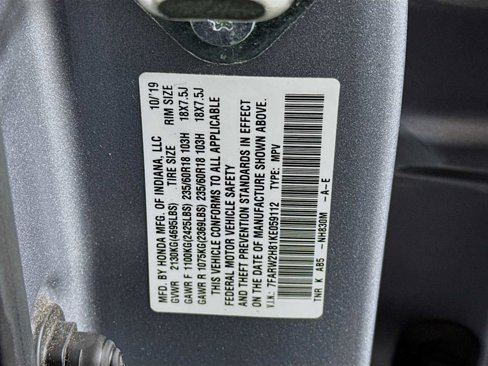 MFD. BY HONDA MFG. OF INDIANA, LLC 10/'19
GVWR 2130KG(4695LBS) TIRE SIZE RIM SIZE
GAWR F 1100KG(2425LBS) 235/60R18 103H 18X7.5J
GAWR R 1075KG(2369LBS) 235/60R18 103H 18X7.5J
THIS VEHICLE CONFORMS TO ALL APPLICABLE
FEDERAL MOTOR VEHICLE SAFETY
AND THEFT PREVENTION STANDARDS IN EFFECT
ON THE DATE OF MANUFACTURE SHOWN ABOVE.
V.I.N.: 7FARW2H81KE059112 TYPE: MPV
TNR K AB5 -NH830M -A-E